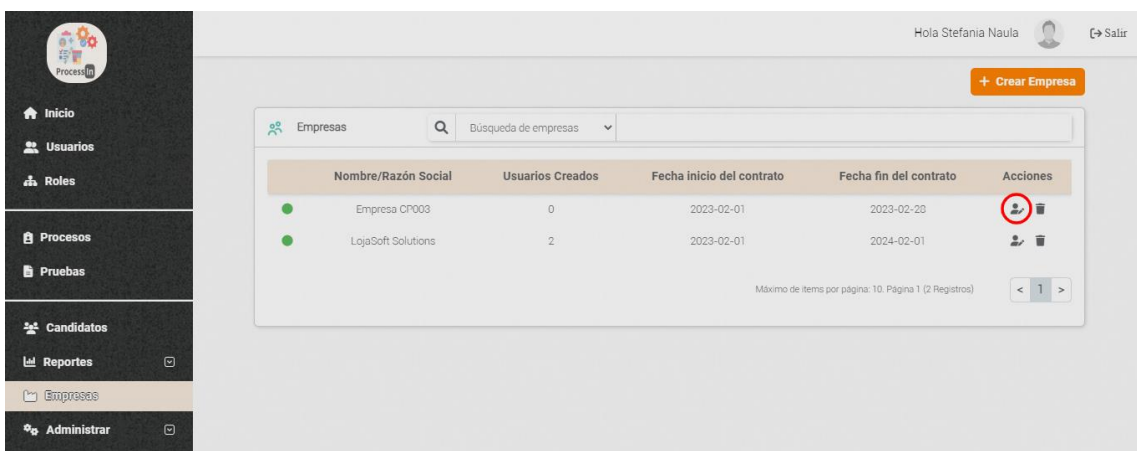 Process In
Inicio
Usuarios
Roles
Procesos
Pruebas
Candidatos
Reportes
Empresas
Administrar
Hola Stefania Naula
Salir
+ Crear Empresa
Empresas
Búsqueda de empresas
Nombre/Razón Social Usuarios Creados Fecha inicio del contrato Fecha fin del contrato Acciones
Empresa CP003 0 2023-02-01 2023-02-28
LojaSoft Solutions 2 2023-02-01 2024-02-01
Máximo de items por página: 10. Página 1 (2 Registros)
< 1 >